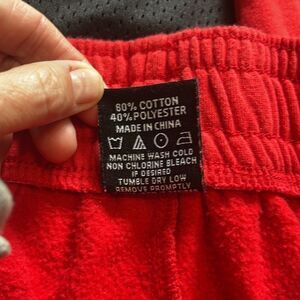 80% COTTON
40% POLYESTER
MADE IN CHINA
MACHINE WASH COLD
NON CHLORINE BLEACH
IF DESIRED
TUMBLE DRY LOW
REMOVE PROMPTLY